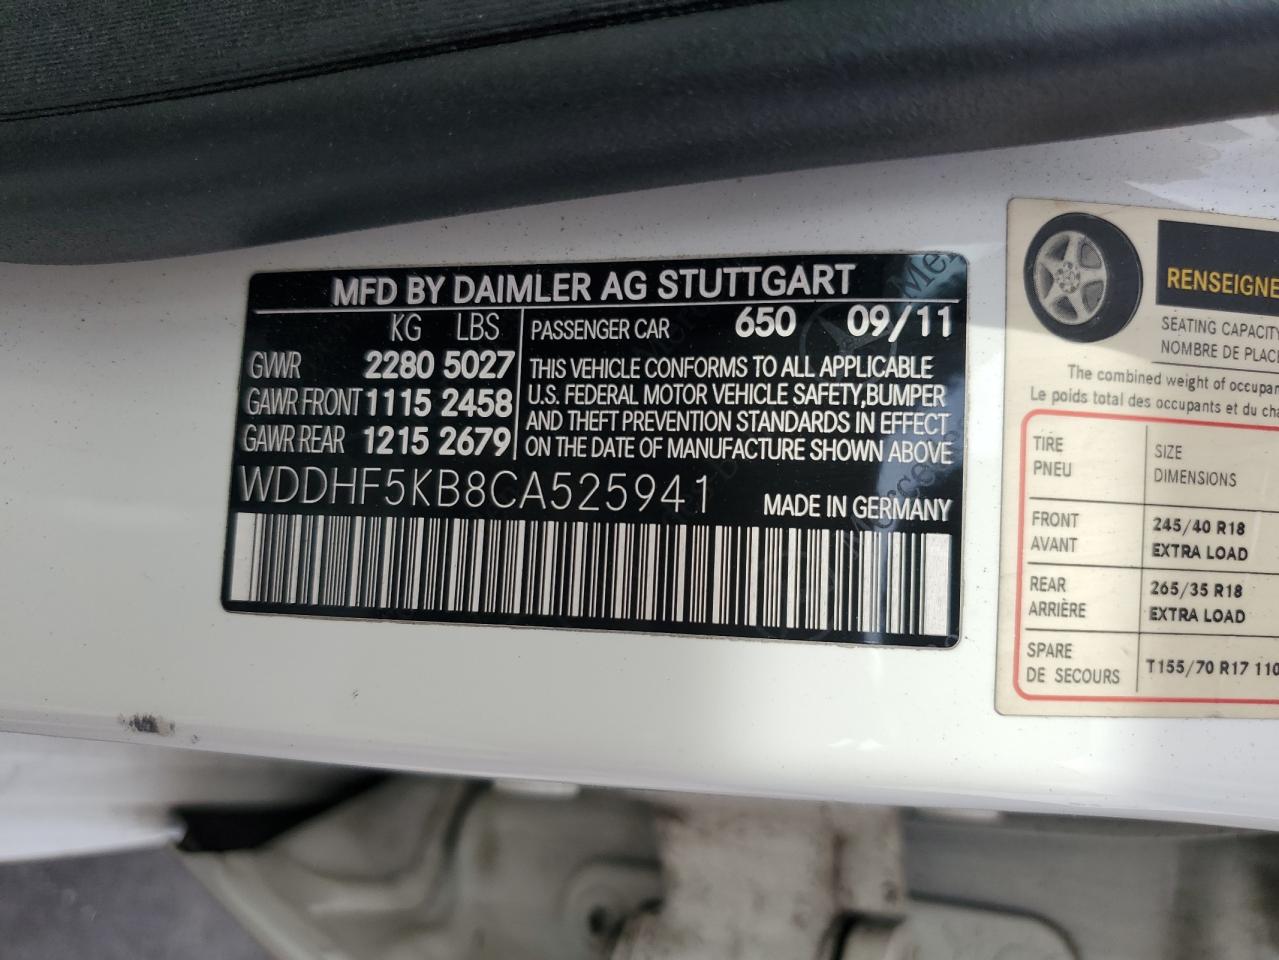 MFD BY DAIMLER AG STUTTGART
KG LBS PASSENGER CAR 650 09/11
GVWR 2280 5027
GAWR FRONT 1115 2458
GAWR REAR 1215 2679
THIS VEHICLE CONFORMS TO ALL APPLICABLE
U.S. FEDERAL MOTOR VEHICLE SAFETY,BUMPER
AND THEFT PREVENTION STANDARDS IN EFFECT
ON THE DATE OF MANUFACTURE SHOWN ABOVE
WDDHF5KB8CA525941
MADE IN GERMANY
SEATING CAPACITY
The combined weight of
Le poids total des occupants et du
TIRE SIZE
PNEU DIMENSIONS
FRONT 245/40 R18
AVANT EXTRA LOAD
REAR 265/35 R18
ARRIÈRE EXTRA LOAD
SPARE
DE SECOURS T155/70 R17 110
NOMBRE DE